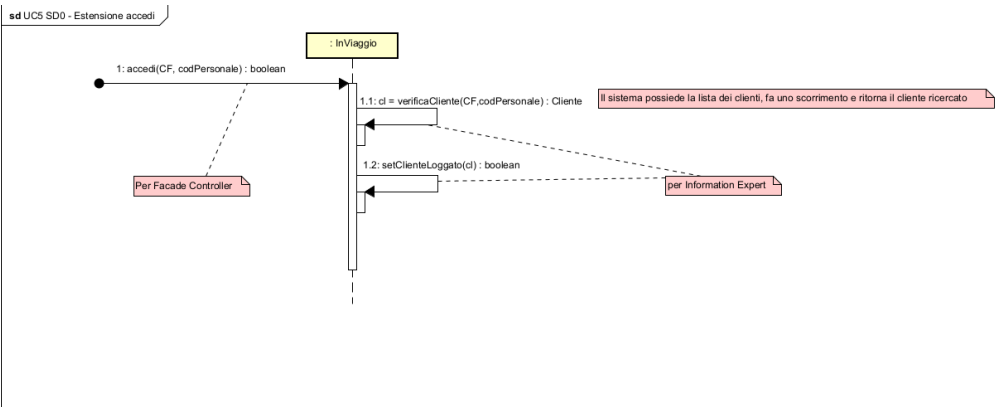 sd UC5 SD0 - Estensione accedi
: InViaggio
1: accedi(CF, codPersonale) : boolean
1.1: cl = verificaCliente(CF,codPersonale) : Cliente
Il sistema possiede la lista dei clienti, fa uno scorrimento e ritorna il cliente ricercato
1.2: setClienteLoggato(cl) : boolean
Per Facade Controller
per Information Expert